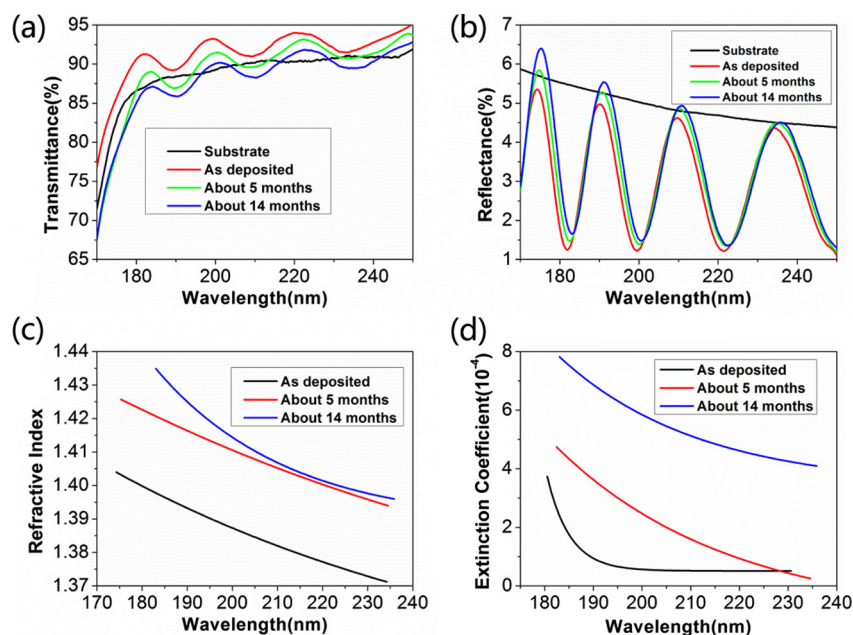 (a)
95
90
85
80
75
70
65
Transmittance(%)
Substrate
As deposited
About 5 months
About 14 months
180 200 220 240
Wavelength(nm)
(b)
7
6
5
4
3
2
1
Reflectance(%)
Substrate
As deposited
About 5 months
About 14 months
180 200 220 240
Wavelength(nm)
(c)
1.44
1.43
1.42
1.41
1.40
1.39
1.38
1.37
Refractive Index
As deposited
About 5 months
About 14 months
170 180 190 200 210 220 230 240
Wavelength(nm)
(d)
8
6
4
2
0
Extinction Coefficient(10⁻⁴)
As deposited
About 5 months
About 14 months
180 190 200 210 220 230 240
Wavelength(nm)